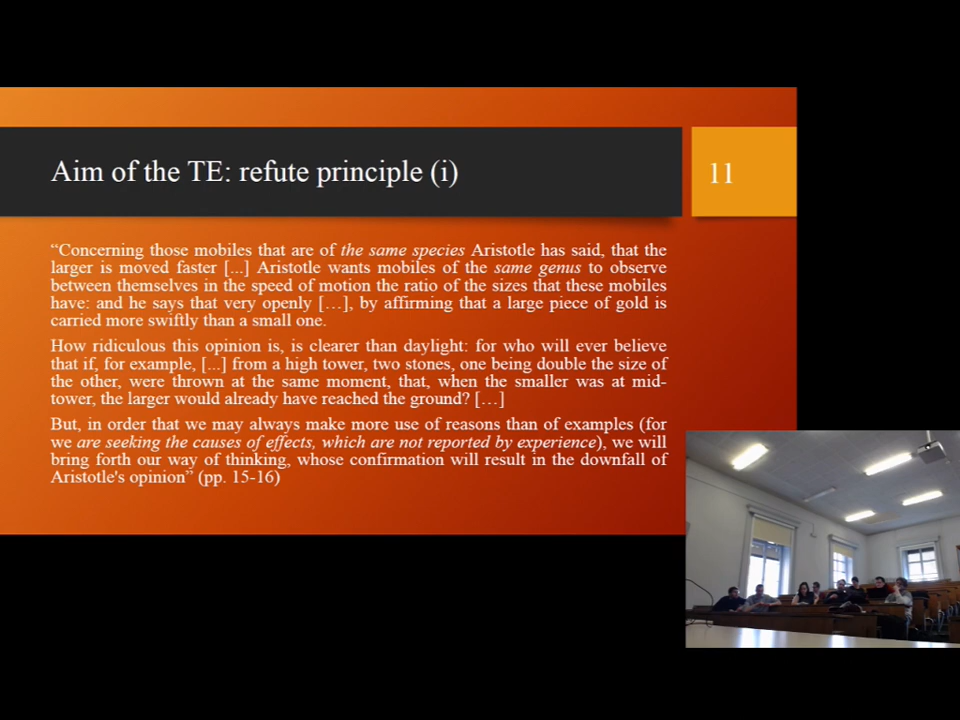 Aim of the TE: refute principle (i)
11
“Concerning those mobiles that are of the same species Aristotle has said, that the
larger is moved faster [...] Aristotle wants mobiles of the same genus to observe
between themselves in the speed of motion the ratio of the sizes that these mobiles
have: and he says that very openly […], by affirming that a large piece of gold is
carried more swiftly than a small one.
How ridiculous this opinion is, is clearer than daylight: for who will ever believe
that if, for example, [...] from a high tower, two stones, one being double the size of
the other, were thrown at the same moment, that, when the smaller was at mid-
tower, the larger would already have reached the ground? […]
But, in order that we may always make more use of reasons than of examples (for
we are seeking the causes of effects, which are not reported by experience), we will
bring forth our way of thinking, whose confirmation will result in the downfall of
Aristotle's opinion” (pp. 15-16)